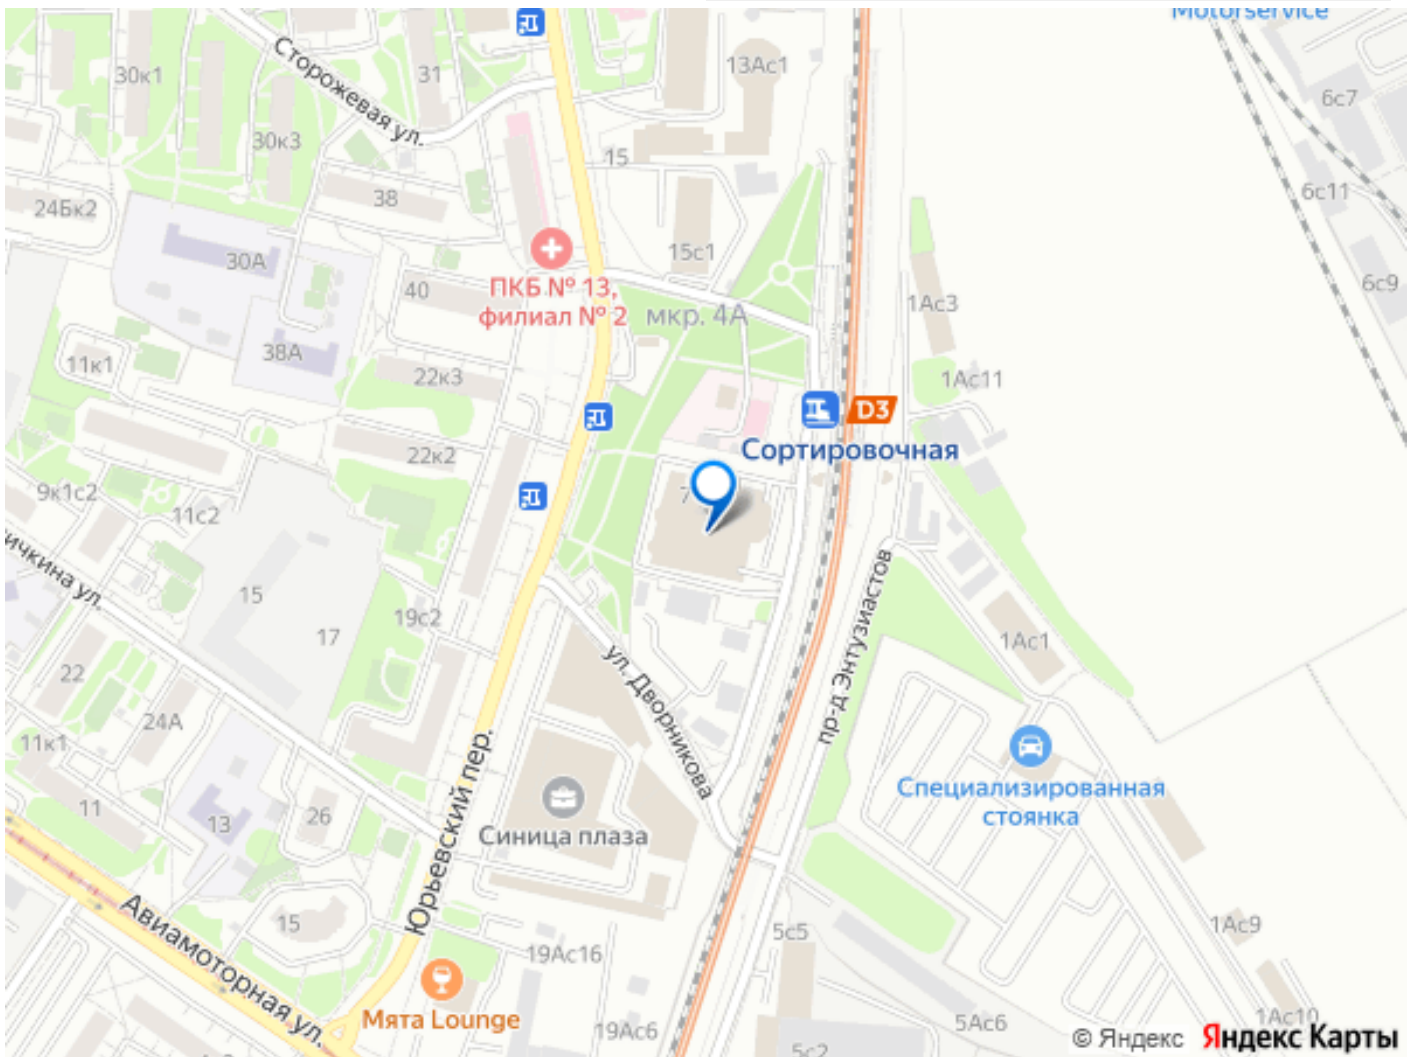 Motorservice
Сторожевая ул.
30к1
31
13Ас1
6с7
30к3
15
38
6с11
24Бк2
30А
15с1
40
ПКБ № 13,
филиал № 2
мкр. 4А
1Ас3
6с9
38А
11к1
22к3
1Ас11
D3
Сортировочная
22к2
9к1с2
11с2
7
ичкина ул.
15
17
19с2
пр-д Энтузиастов
1Ас1
ул. Дворникова
22
24А
11к1
Юрьевский пер.
Специализированная
стоянка
11
13
26
Синица плаза
Авиамоторная ул.
15
19Ас16
5с5
1Ас9
Мята Lounge
19Ас6
5с2
5Ас6
1Ас10
© Яндекс Яндекс Карты